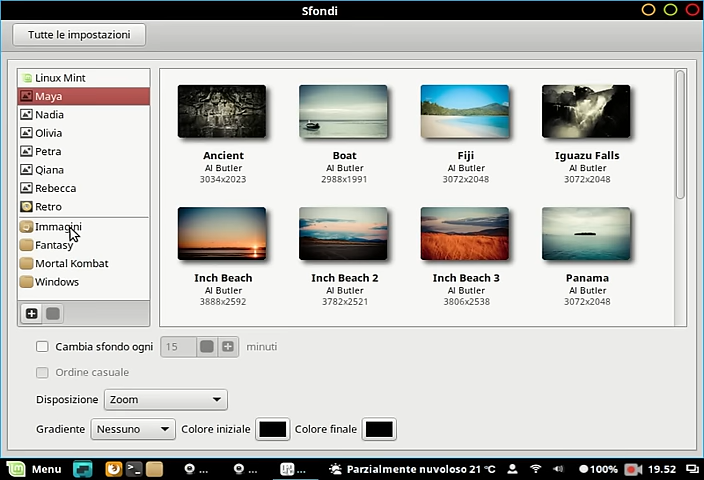 Sfondi
Tutte le impostazioni
Linux Mint
Maya
Nadia
Olivia
Petra
Qiana
Rebecca
Retro
Immagini
Fantasy
Mortal Kombat
Windows
Ancient
Al Butler
3034x2023
Boat
Al Butler
2988x1991
Fiji
Al Butler
3072x2048
Iguazu Falls
Al Butler
3072x2048
Inch Beach
Al Butler
3888x2592
Inch Beach 2
Al Butler
3782x2521
Inch Beach 3
Al Butler
3806x2538
Panama
Al Butler
3072x2048
Cambia sfondo ogni 15 minuti
Ordine casuale
Disposizione Zoom
Gradiente Nessuno Colore iniziale Colore finale
Menu ... ... ... Parzialmente nuvoloso 21 °C 100% 19.52